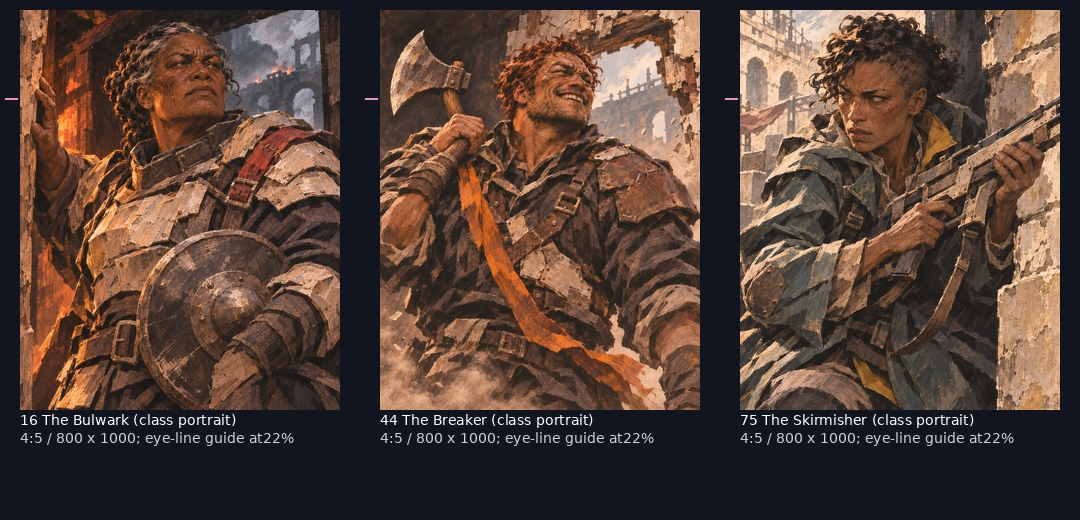 16 The Bulwark (class portrait)
4:5 / 800 x 1000; eye-line guide at22%
44 The Breaker (class portrait)
4:5 / 800 x 1000; eye-line guide at22%
75 The Skirmisher (class portrait)
4:5 / 800 x 1000; eye-line guide at22%